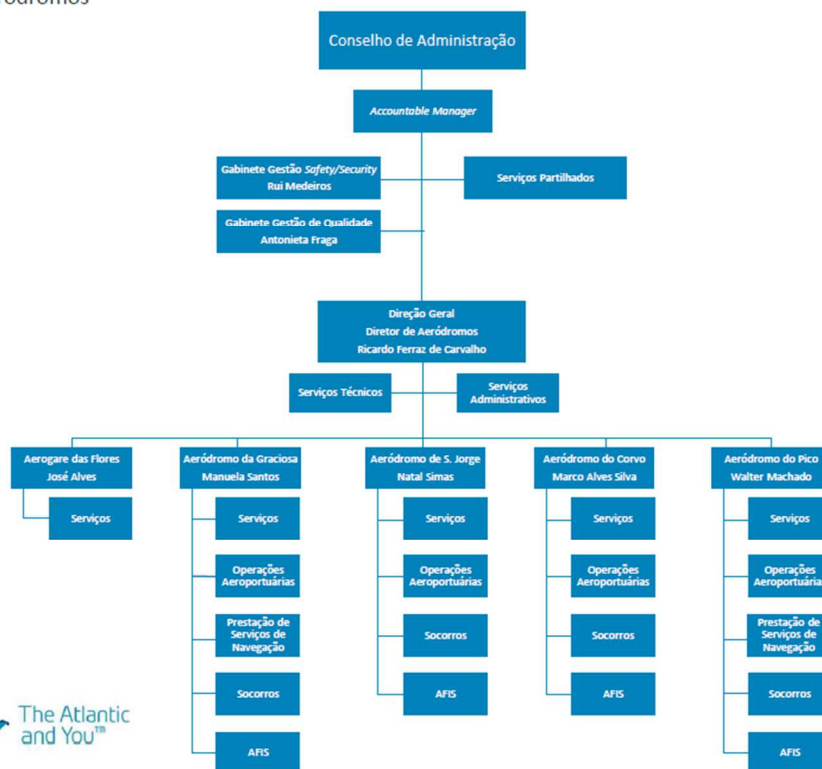 Conselho de Administração
Accountable Manager
Gabinete Gestão Safety/Security
Rui Medeiros
Serviços Partilhados
Gabinete Gestão de Qualidade
Antonieta Fraga
Direção Geral
Diretor de Aeródromos
Ricardo Ferraz de Carvalho
Serviços Técnicos
Serviços
Administrativos
Aerogare das Flores
José Alves
Serviços
Aeródromo da Graciosa
Manuela Santos
Serviços
Operações
Aeroportuárias
Prestação de
Serviços de
Navegação
Socorros
AFIS
Aeródromo de S. Jorge
Natal Simas
Serviços
Operações
Aeroportuárias
Socorros
AFIS
Aeródromo do Corvo
Marco Alves Silva
Serviços
Operações
Aeroportuárias
Socorros
AFIS
Aeródromo do Pico
Walter Machado
Serviços
Operações
Aeroportuárias
Prestação de
Serviços de
Navegação
Socorros
AFIS
The Atlantic
and You™